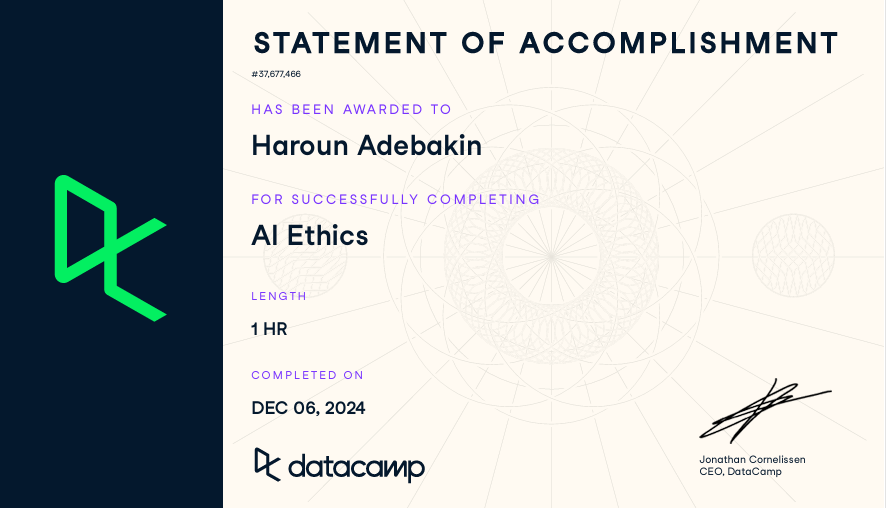 STATEMENT OF ACCOMPLISHMENT
#37,677,466
HAS BEEN AWARDED TO
Haroun Adebakin
FOR SUCCESSFULLY COMPLETING
AI Ethics
LENGTH
1 HR
COMPLETED ON
DEC 06, 2024
datacamp
Jonathan Cornelissen
CEO, DataCamp